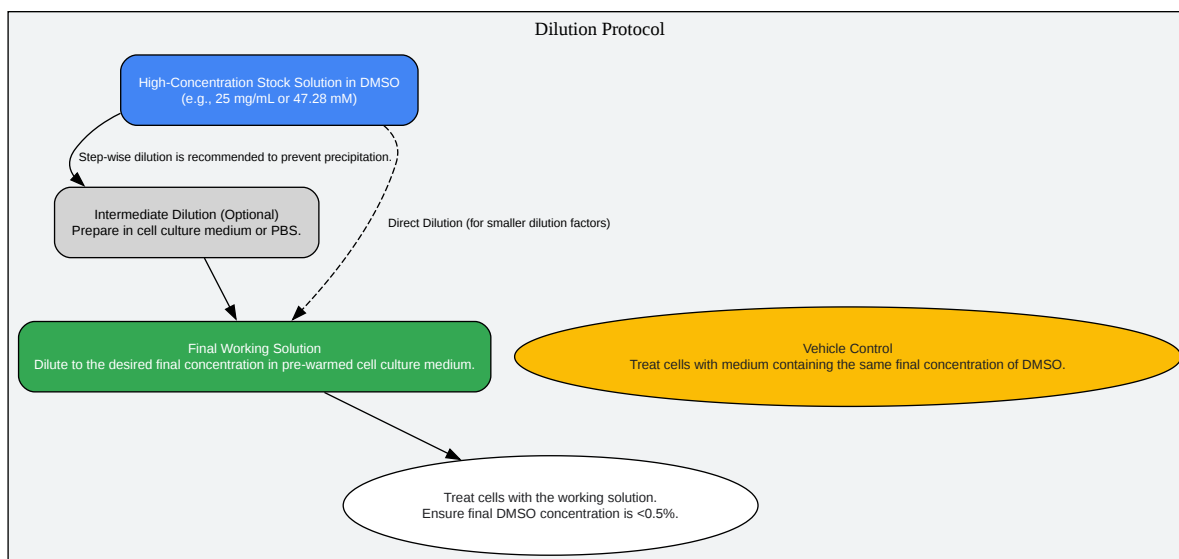 Dilution Protocol
High-Concentration Stock Solution in DMSO
(e.g., 25 mg/mL or 47.28 mM)
Step-wise dilution is recommended to prevent precipitation.
Intermediate Dilution (Optional)
Prepare in cell culture medium or PBS.
Direct Dilution (for smaller dilution factors)
Final Working Solution
Dilute to the desired final concentration in pre-warmed cell culture medium.
Vehicle Control
Treat cells with medium containing the same final concentration of DMSO.
Treat cells with the working solution.
Ensure final DMSO concentration is <0.5%.